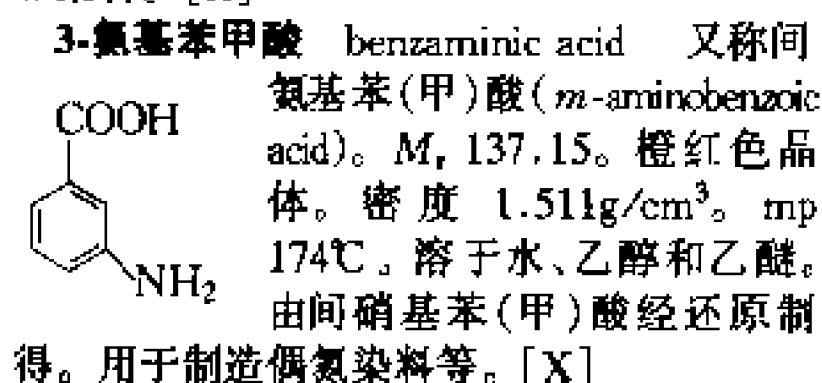 3-氨基苯甲酸 benzaminic acid 又称间
氨基苯(甲)酸(m-aminobenzoic
acid)。Mr 137.15。橙红色晶
体。密度 1.511g/cm³。mp
174℃。溶于水、乙醇和乙醚。
由间硝基苯(甲)酸经还原制
得。用于制造偶氮染料等。[X]
COOH
NH₂